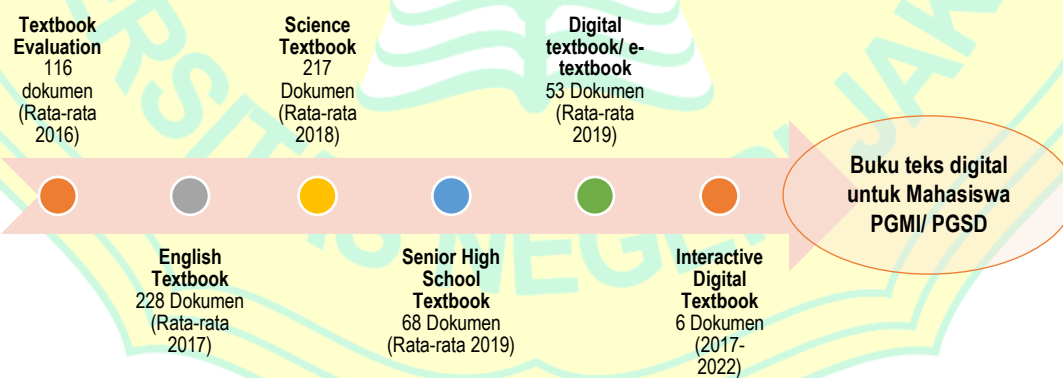 Textbook
Evaluation
116
dokumen
(Rata-rata
2016)
English
Textbook
228 Dokumen
(Rata-rata
2017)
Science
Textbook
217
Dokumen
(Rata-rata
2018)
Senior High
School
Textbook
68 Dokumen
(Rata-rata 2019)
Digital
textbook/ e-
textbook
53 Dokumen
(Rata-rata
2019)
Interactive
Digital
Textbook
6 Dokumen
(2017-
2022)
Buku teks digital
untuk Mahasiswa
PGMI/ PGSD